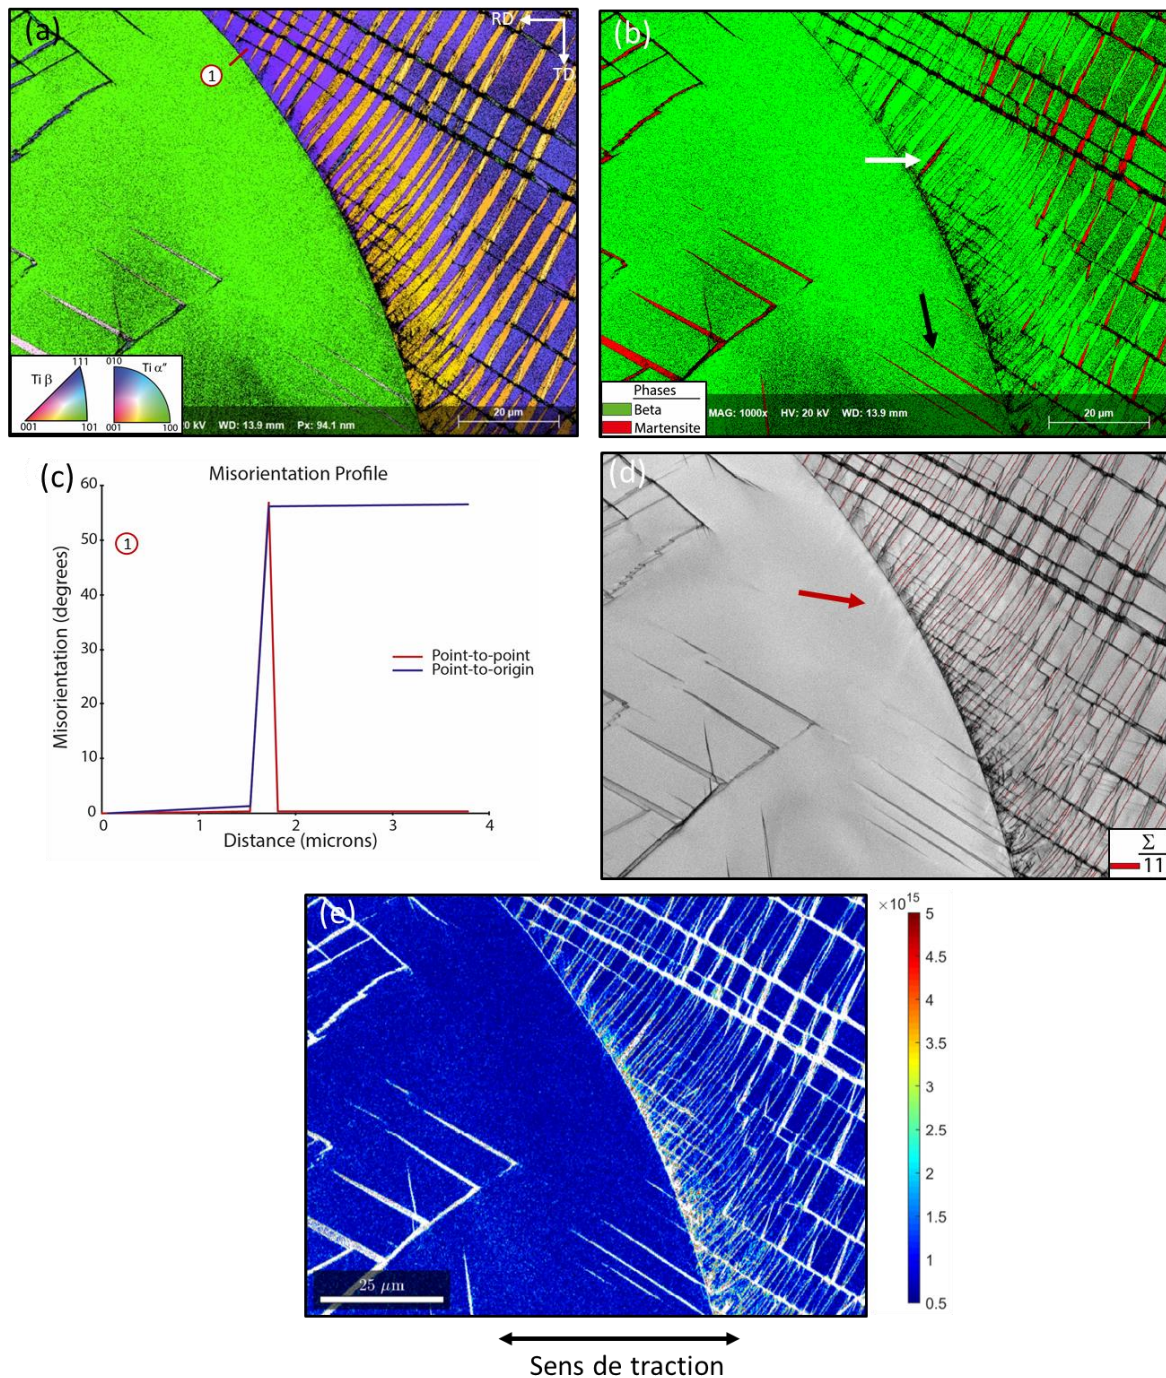 (a)
RD
TD
1
Ti β
111
001
101
Ti α″
010
001
100
20 kV WD: 13.9 mm Px: 94.1 nm
20 µm
(b)
Phases
Beta
Martensite
MAG: 1000x HV: 20 kV WD: 13.9 mm
20 µm
(c)
Misorientation Profile
Misorientation (degrees)
60
50
40
30
20
10
0
1
Point-to-point
Point-to-origin
0 1 2 3 4
Distance (microns)
(d)
Σ
11
(e)
25 µm
×10¹⁵
5
4.5
4
3.5
3
2.5
2
1.5
1
0.5
Sens de traction